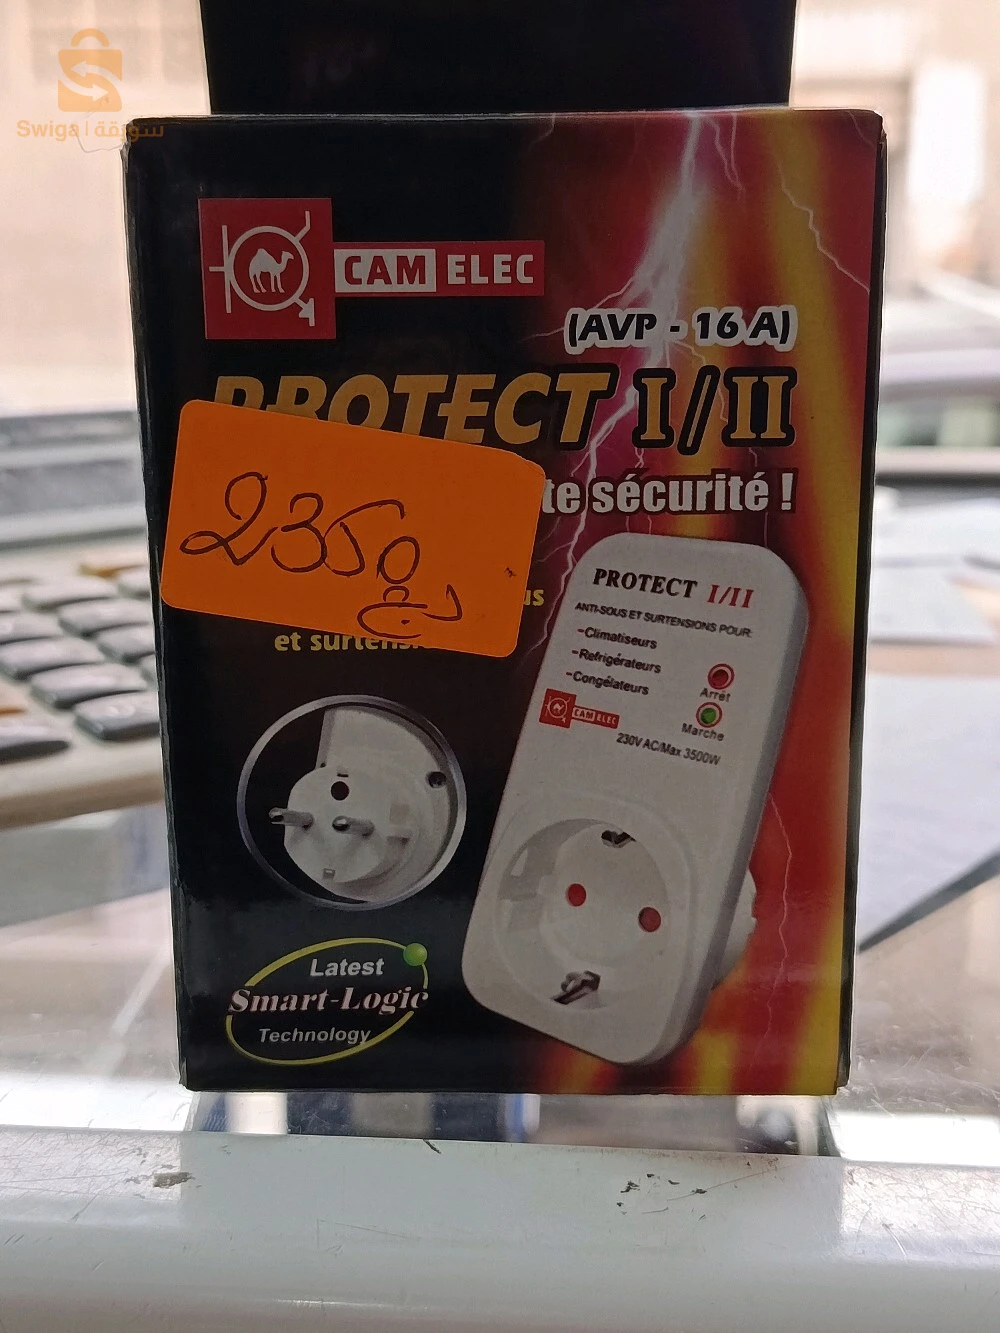 Swiga | سويقة
CAM ELEC
(AVP - 16 A)
PROTECT I/II
te sécurité !
2350 دج
us
et surtensi
PROTECT I/II
ANTI-SOUS ET SURTENSIONS POUR:
-Climatiseurs
-Refrigérateurs
-Congélateurs
Arrêt
Marche
CAM ELEC
230V AC/Max 3500W
Latest
Smart-Logic
Technology